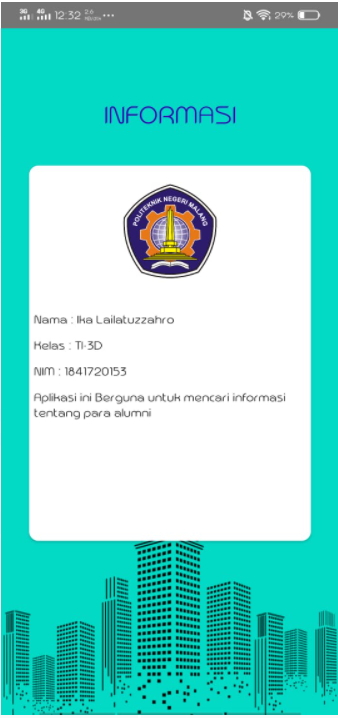 3G 4G 12:32 2.6 ••• 29%
INFORMASI
POLITEKNIK NEGERI MALANG
Nama : Ika Lailatuzzahro
Kelas : TI-3D
NIM : 1841720153
Aplikasi ini Berguna untuk mencari informasi
tentang para alumni